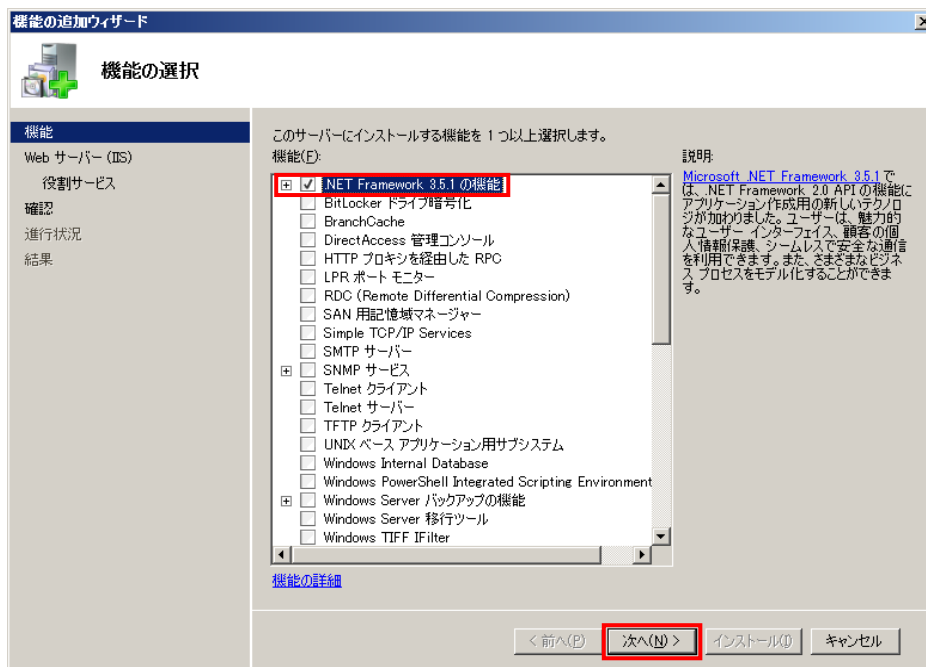 機能の追加ウィザード
機能の選択
機能
Web サーバー (IIS)
役割サービス
確認
進行状況
結果
このサーバーにインストールする機能を 1 つ以上選択します。
機能(F):
.NET Framework 3.5.1 の機能
BitLocker ドライブ暗号化
BranchCache
DirectAccess 管理コンソール
HTTP プロキシを経由した RPC
LPR ポート モニター
RDC (Remote Differential Compression)
SAN 用記憶域マネージャー
Simple TCP/IP Services
SMTP サーバー
SNMP サービス
Telnet クライアント
Telnet サーバー
TFTP クライアント
UNIX ベース アプリケーション用サブシステム
Windows Internal Database
Windows PowerShell Integrated Scripting Environment
Windows Server バックアップの機能
Windows Server 移行ツール
Windows TIFF IFilter
機能の詳細
説明:
Microsoft .NET Framework 3.5.1 で
は、.NET Framework 2.0 API の機能に
アプリケーション作成用の新しいテクノロ
ジが加わりました。ユーザーは、魅力的
なユーザー インターフェイス、顧客の個
人情報保護、シームレスで安全な通信
を利用できます。また、さまざまなビジネ
ス プロセスをモデル化することができま
す。
< 前へ(P)
次へ(N) >
インストール(I)
キャンセル